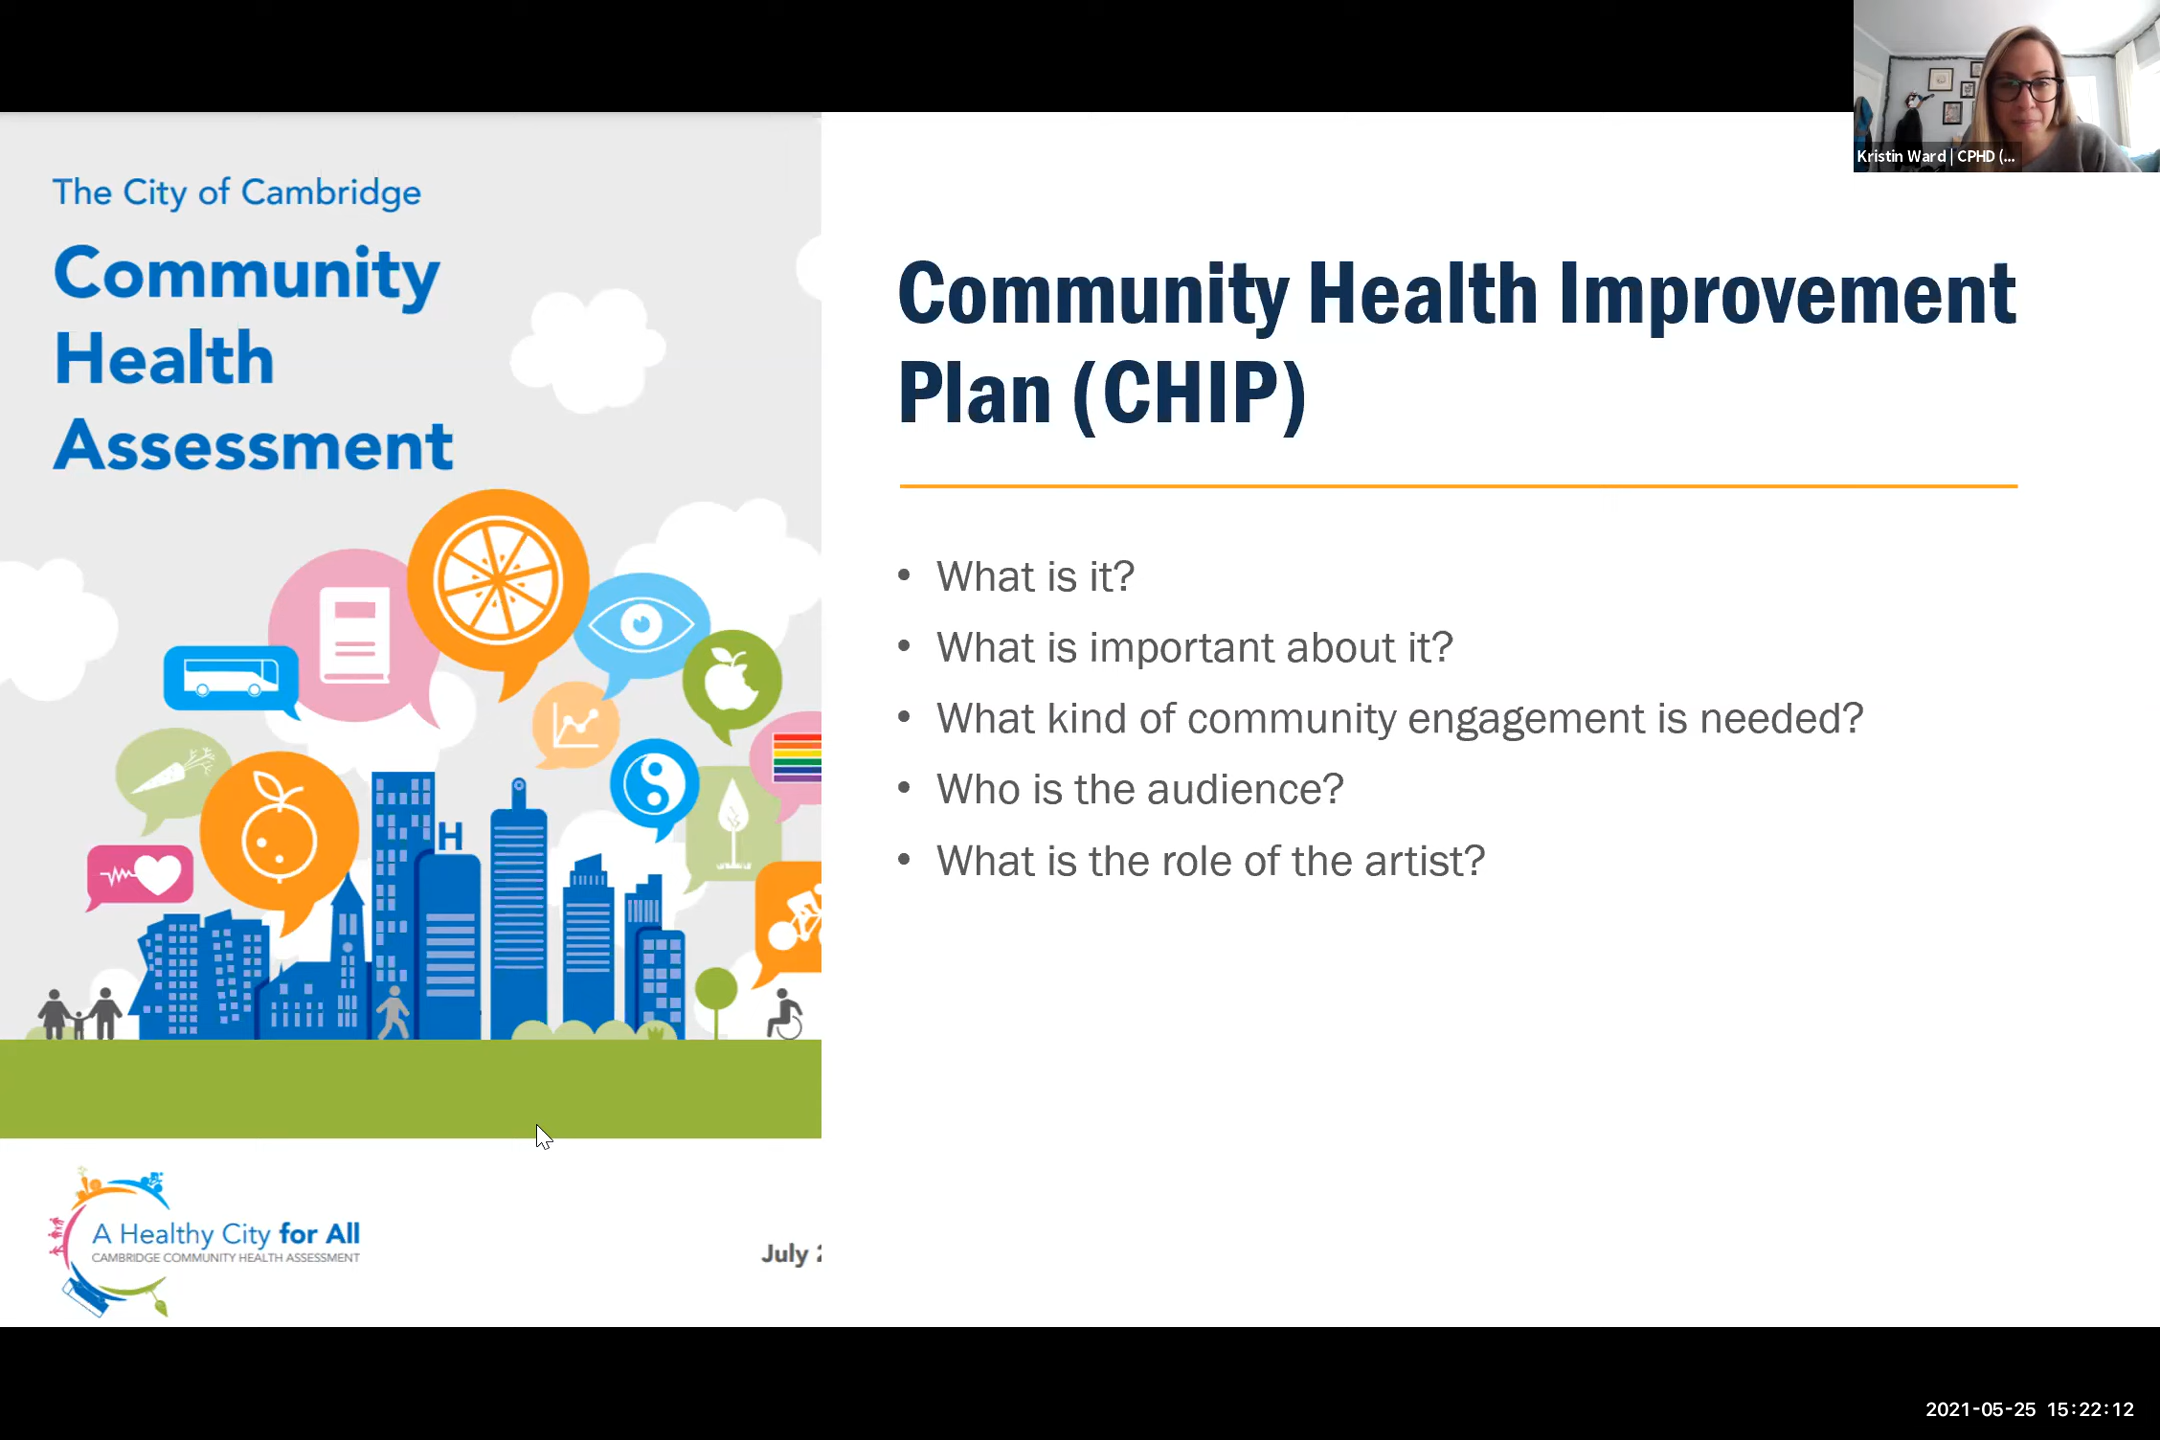 The City of Cambridge
Community
Health
Assessment
H
A Healthy City for All
CAMBRIDGE COMMUNITY HEALTH ASSESSMENT
July
Kristin Ward | CPHD (...
Community Health Improvement
Plan (CHIP)
• What is it?
• What is important about it?
• What kind of community engagement is needed?
• Who is the audience?
• What is the role of the artist?
2021-05-25 15:22:12